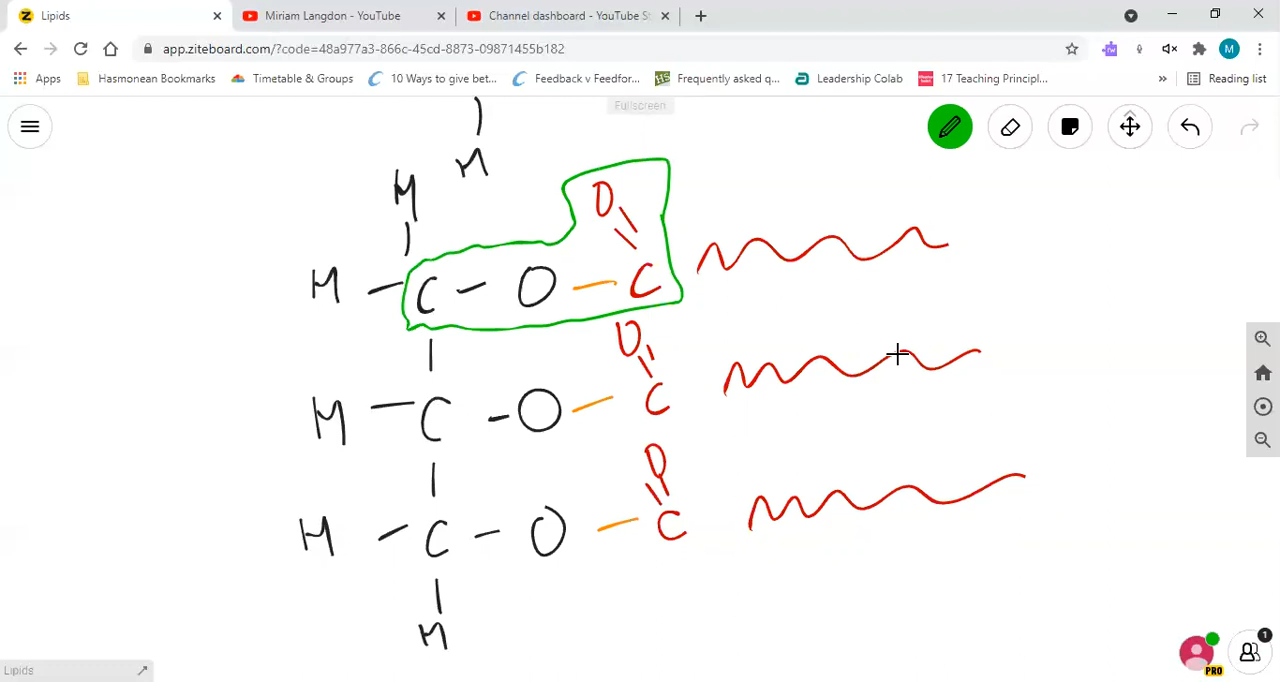 Lipids
Miriam Langdon - YouTube
Channel dashboard - YouTube St
app.ziteboard.com/?code=48a977a3-866c-45cd-8873-09871455b182
M
Apps
Hasmonean Bookmarks
Timetable & Groups
10 Ways to give bet...
Feedback v Feedfor...
Frequently asked q...
Leadership Colab
17 Teaching Principl...
»
Reading list
Fullscreen
H
H O
H - C - O - C
O
H - C - O - C
O
H - C - O - C
H
Lipids
1
PRO